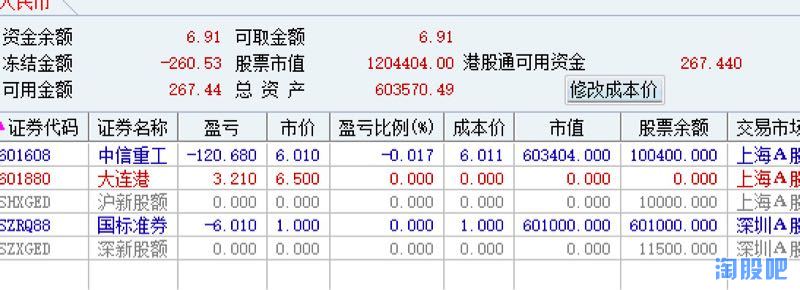 人民币
资金余额 6.91 可取金额 6.91
冻结金额 -260.53 股票市值 1204404.00 港股通可用资金 267.440
可用金额 267.44 总 资 产 603570.49 修改成本价
证券代码 证券名称 盈亏 市价 盈亏比例(%) 成本价 市值 股票余额 交易市场
601608 中信重工 -120.680 6.010 -0.017 6.011 603404.000 100400.000 上海A股
601880 大连港 3.210 6.500 0.000 0.000 0.000 0.000 上海A股
SHXGED 沪新股额 0.000 0.000 0.000 0.000 0.000 10000.000 上海A股
SZRQ88 国标准券 -6.010 1.000 0.000 1.000 601000.000 601000.000 深圳A股
SZXGED 深新股额 0.000 0.000 0.000 0.000 0.000 11500.000 深圳A股
淘股吧